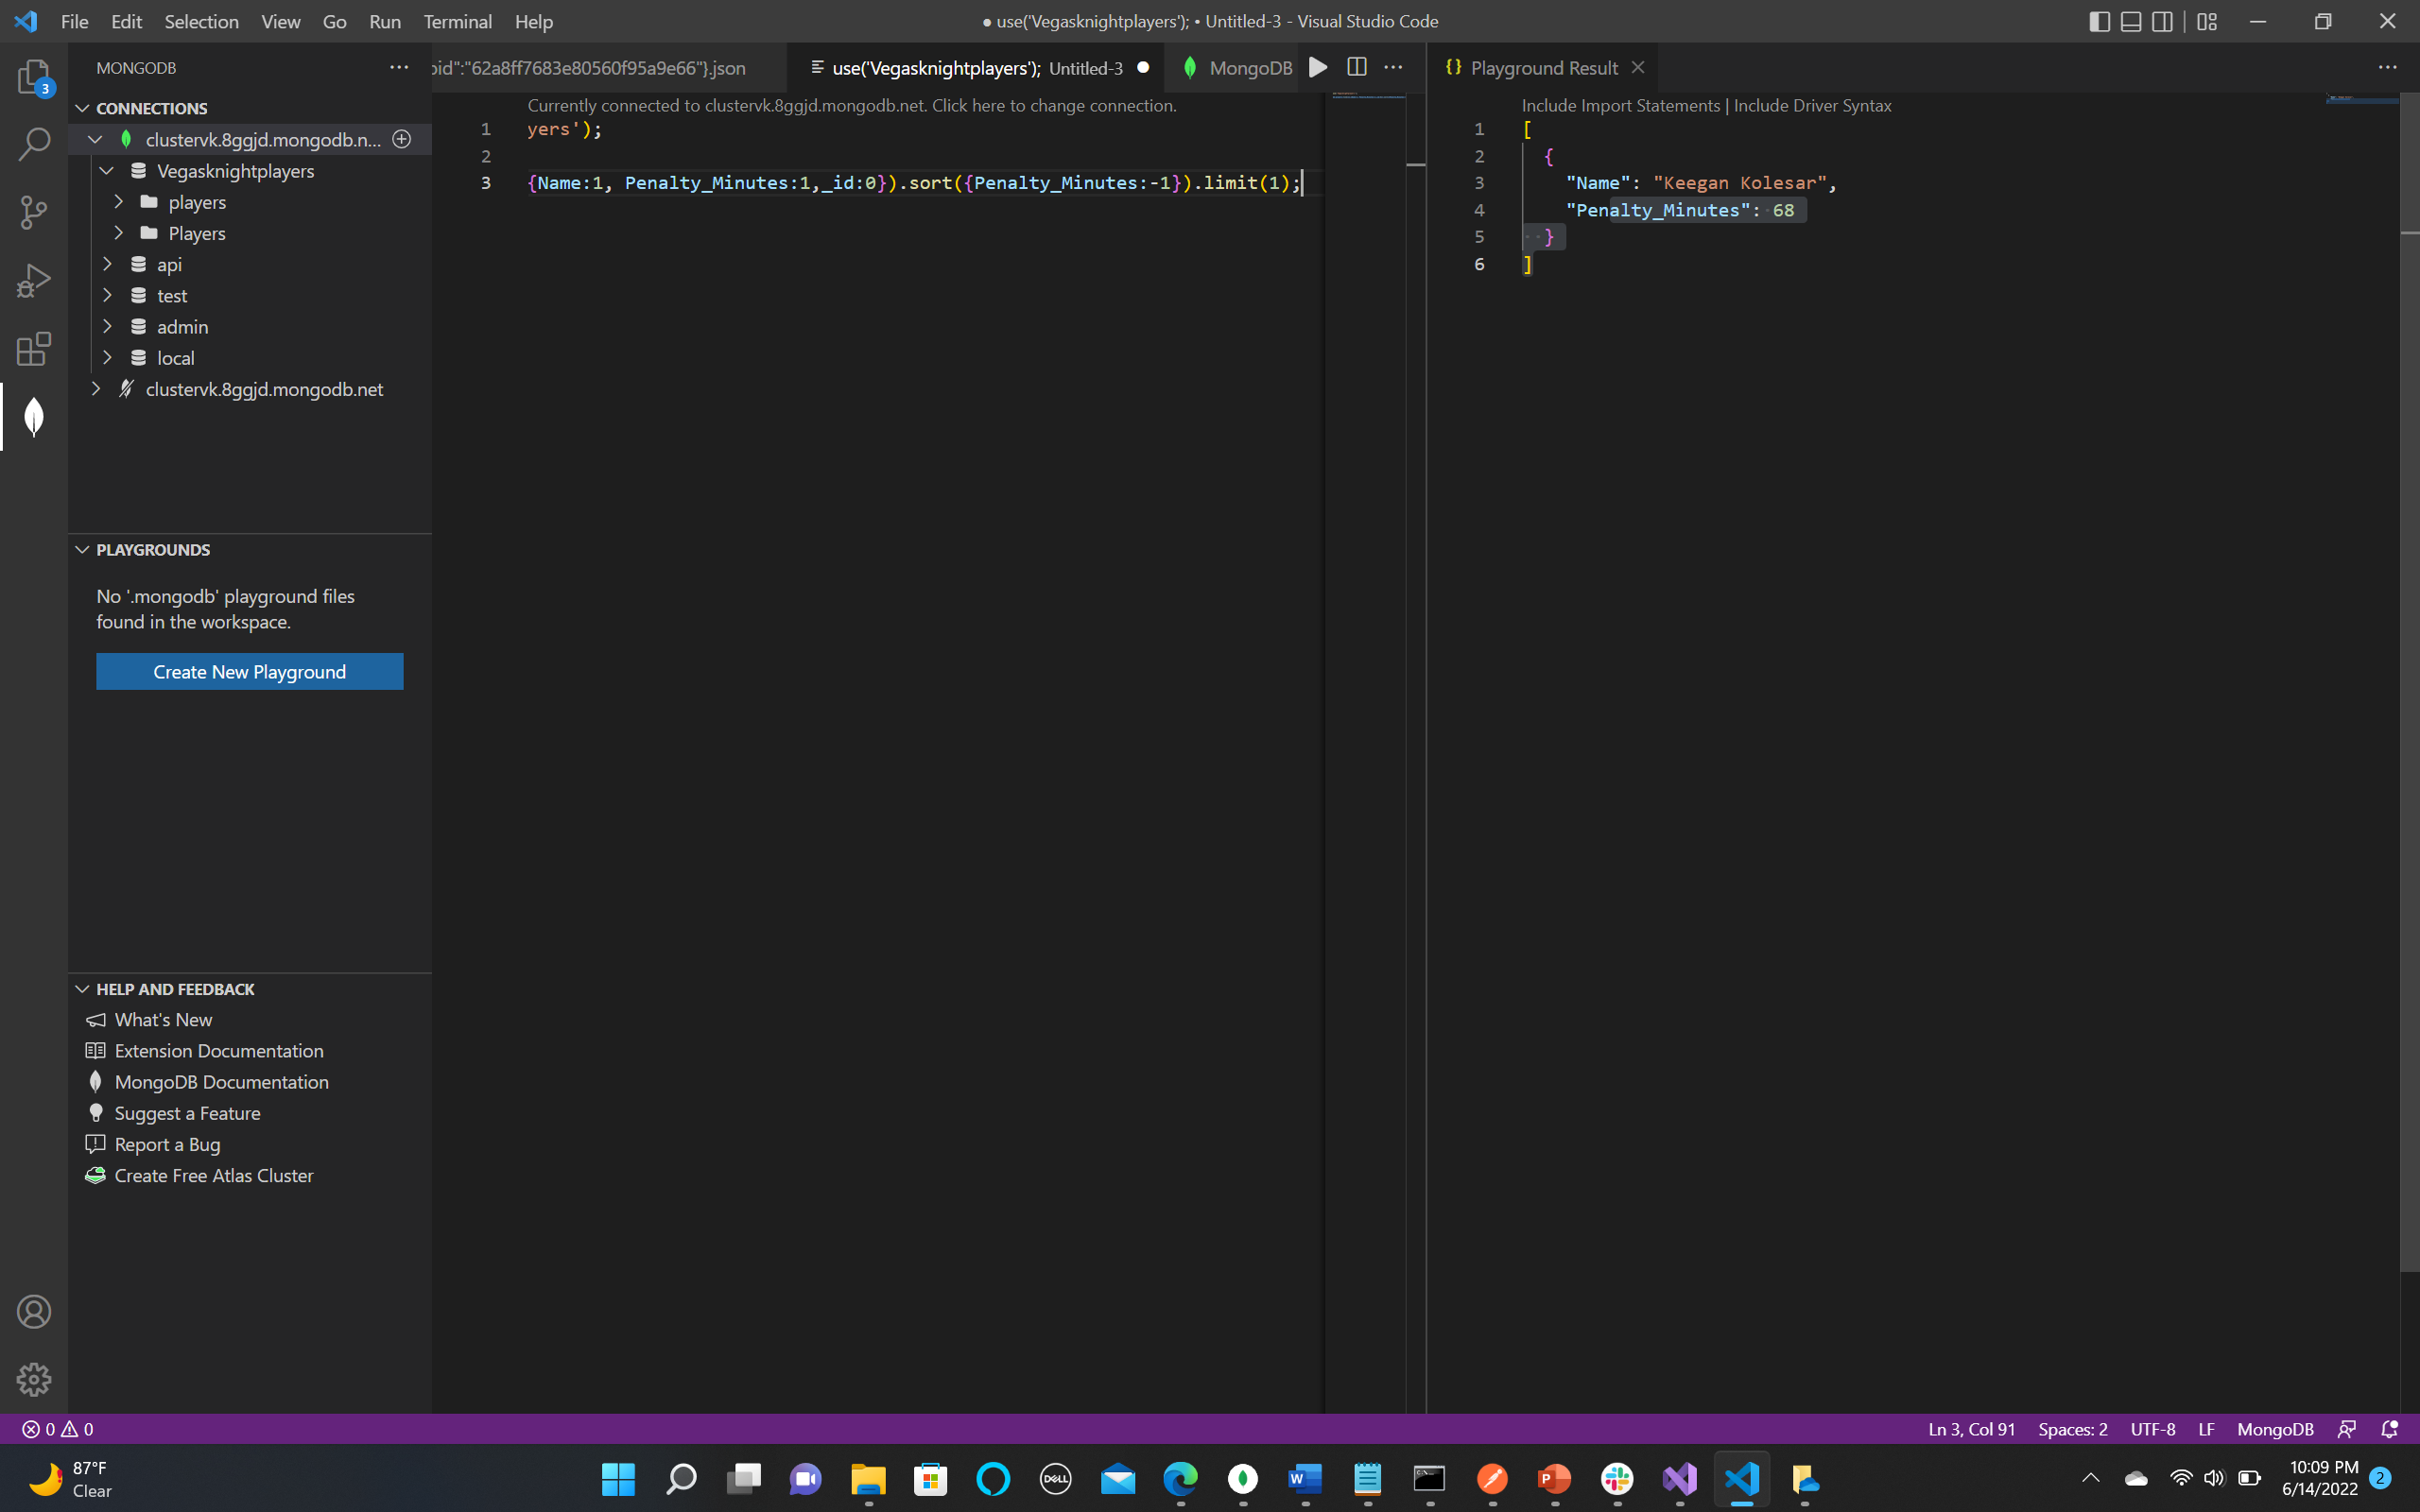 File Edit Selection View Go Run Terminal Help
● use('Vegasknightplayers'); • Untitled-3 - Visual Studio Code
3
MONGODB
CONNECTIONS
clustervk.8ggjd.mongodb.n...
Vegasknightplayers
players
Players
api
test
admin
local
clustervk.8ggjd.mongodb.net
PLAYGROUNDS
No '.mongodb' playground files
found in the workspace.
Create New Playground
HELP AND FEEDBACK
What's New
Extension Documentation
MongoDB Documentation
Suggest a Feature
Report a Bug
Create Free Atlas Cluster
oid":"62a8ff7683e80560f95a9e66"}.json use('Vegasknightplayers'); Untitled-3 MongoDB
Currently connected to clustervk.8ggjd.mongodb.net. Click here to change connection.
1 yers');
2
3 {Name:1, Penalty_Minutes:1,_id:0}).sort({Penalty_Minutes:-1}).limit(1);
{} Playground Result
Include Import Statements | Include Driver Syntax
1 [
2 {
3 "Name": "Keegan Kolesar",
4 "Penalty_Minutes": 68
5 }
6 ]
0 0
Ln 3, Col 91 Spaces: 2 UTF-8 LF MongoDB
87°F
Clear
DELL
W
C:\
P
10:09 PM
6/14/2022
2